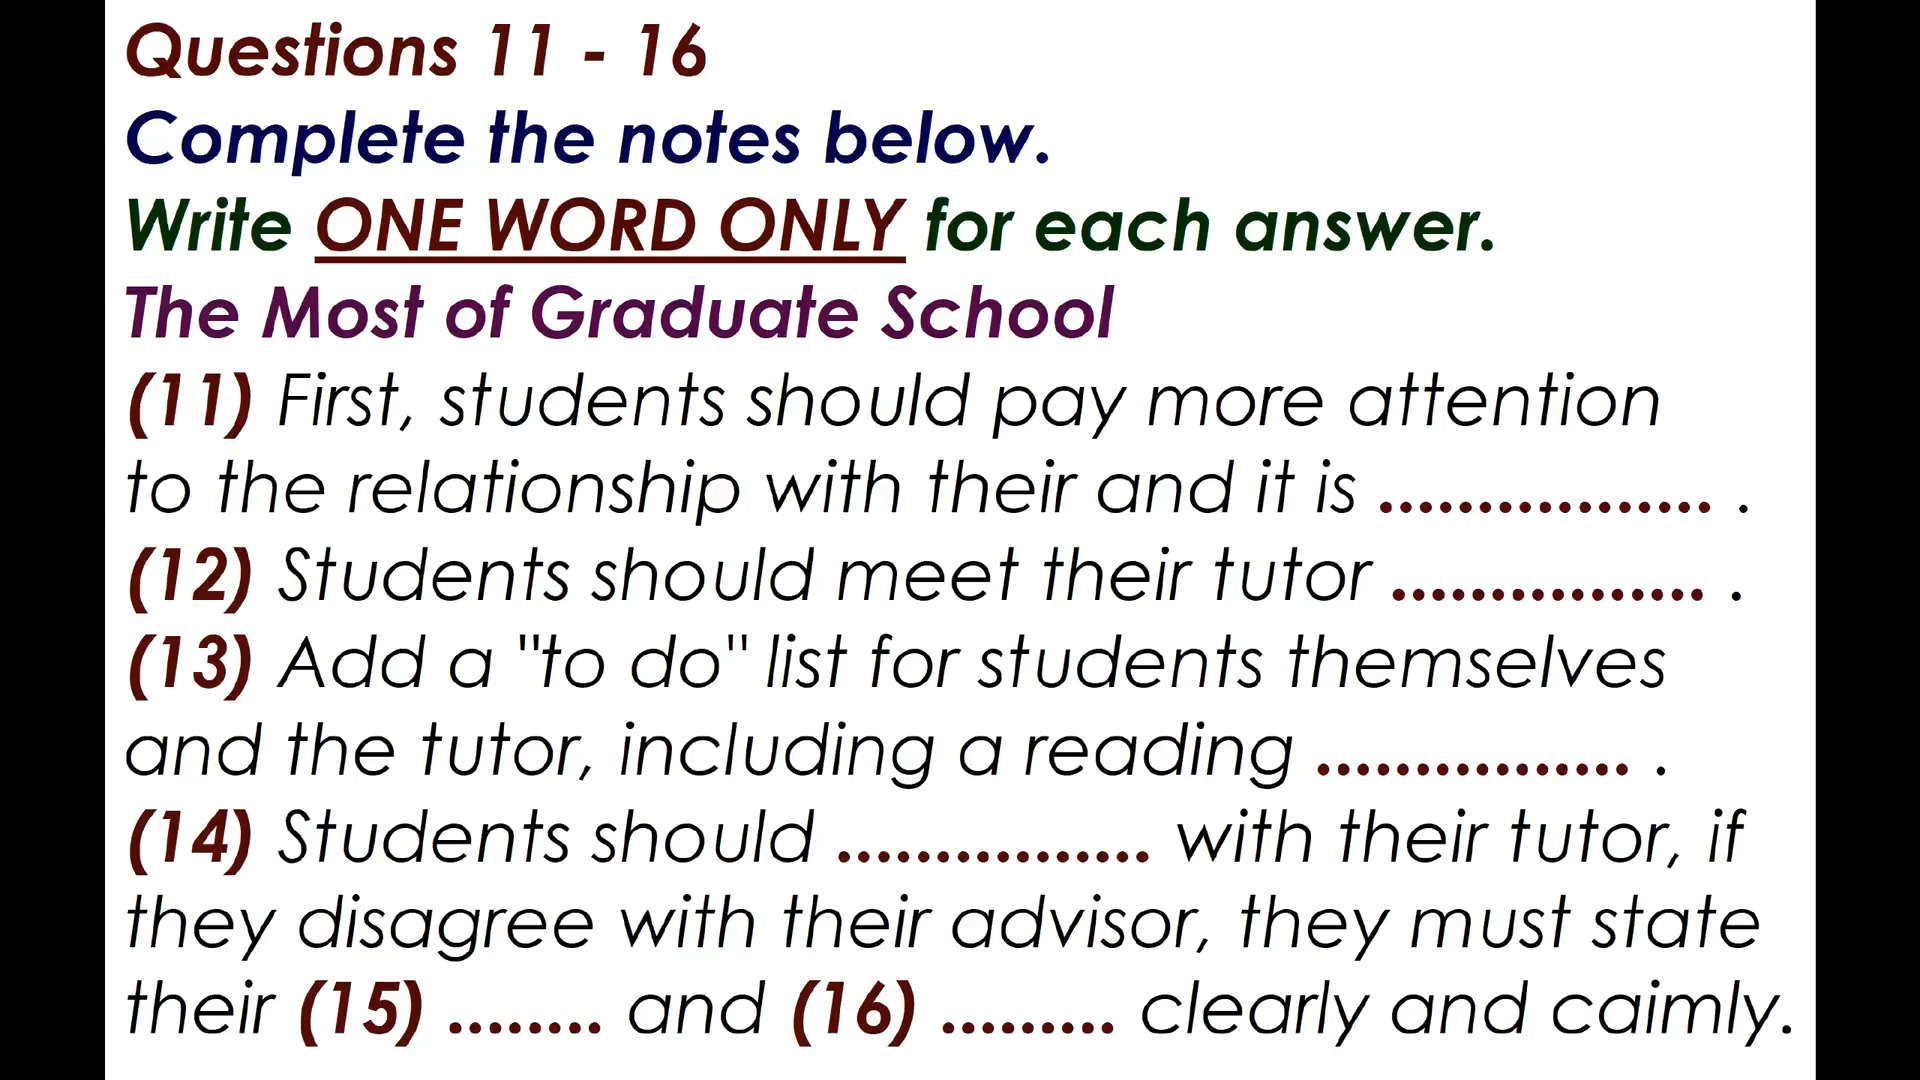 Questions 11 - 16
Complete the notes below.
Write ONE WORD ONLY for each answer.
The Most of Graduate School
(11) First, students should pay more attention
to the relationship with their and it is ................. .
(12) Students should meet their tutor ................ .
(13) Add a "to do" list for students themselves
and the tutor, including a reading ................ .
(14) Students should ................ with their tutor, if
they disagree with their advisor, they must state
their (15) ........ and (16) ......... clearly and caimly.